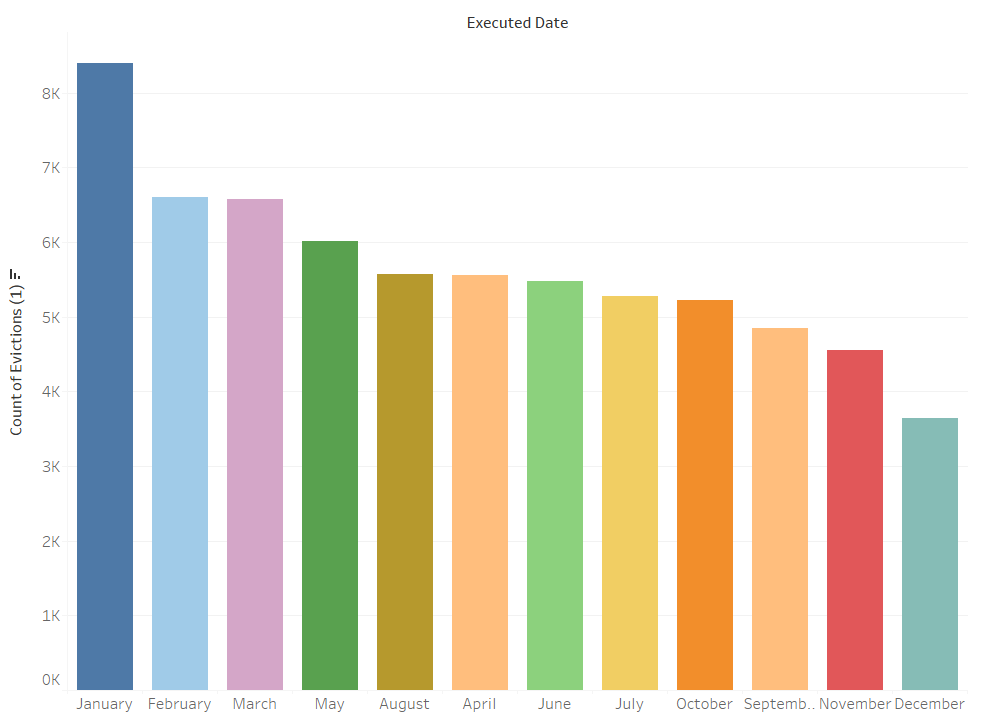 Executed Date
Count of Evictions (1)
8K
7K
6K
5K
4K
3K
2K
1K
0K
January February March May August April June July October Septemb.. November December